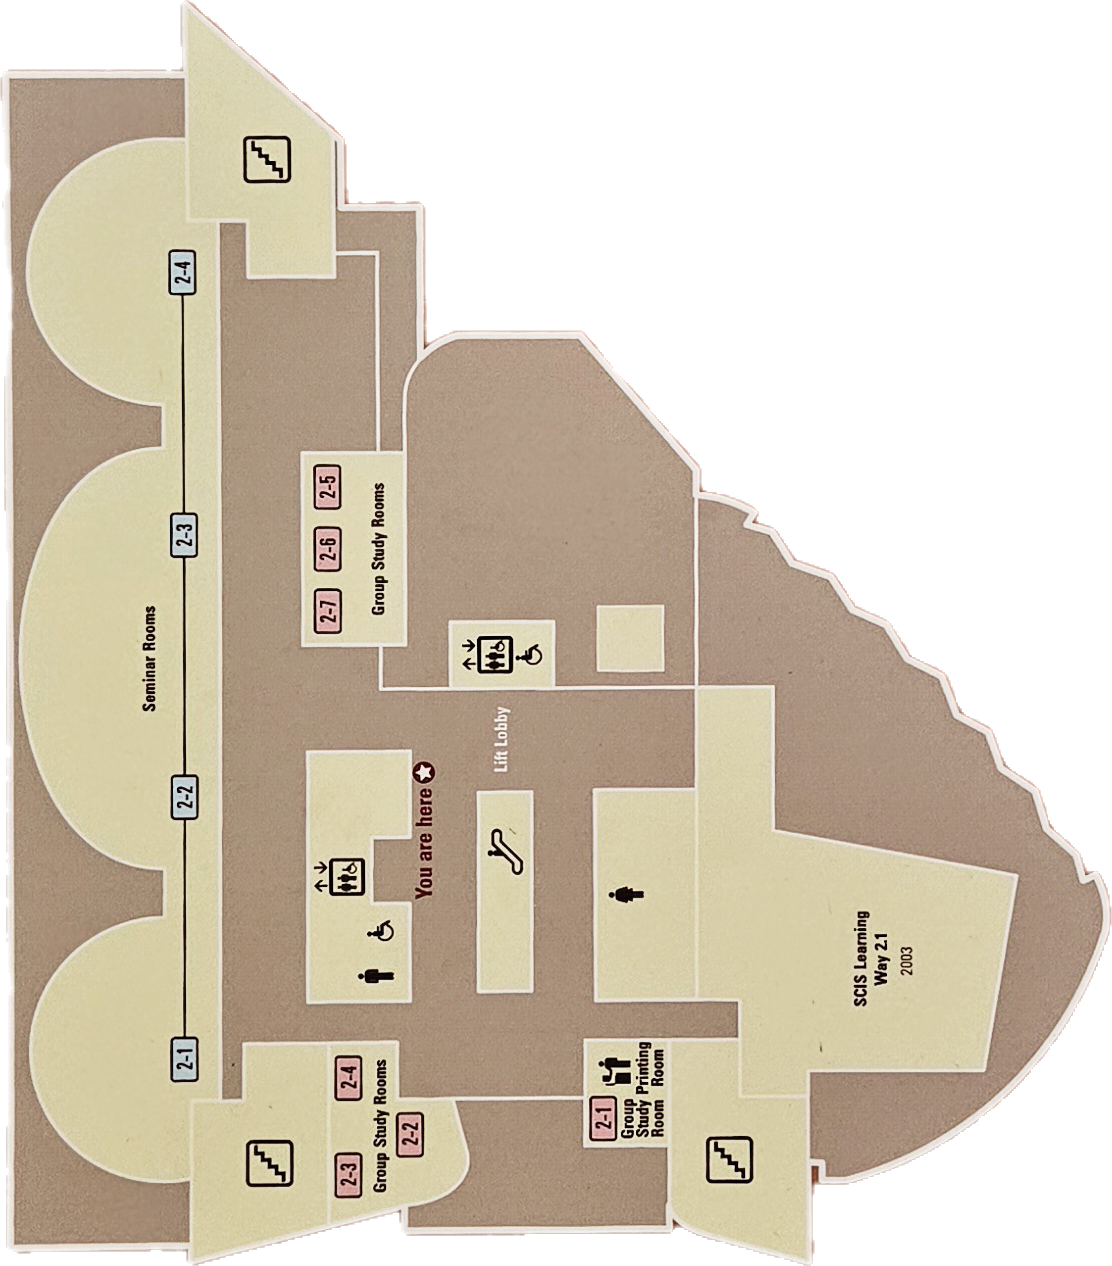 Seminar Rooms
2-1
2-2
2-3
2-4
2-7
2-6
2-5
Group Study Rooms
2-3
2-4
Group Study Rooms
2-2
You are here
Lift Lobby
2-1
Group
Study
Room
Printing
Room
SCIS Learning
Way 2.1
2003